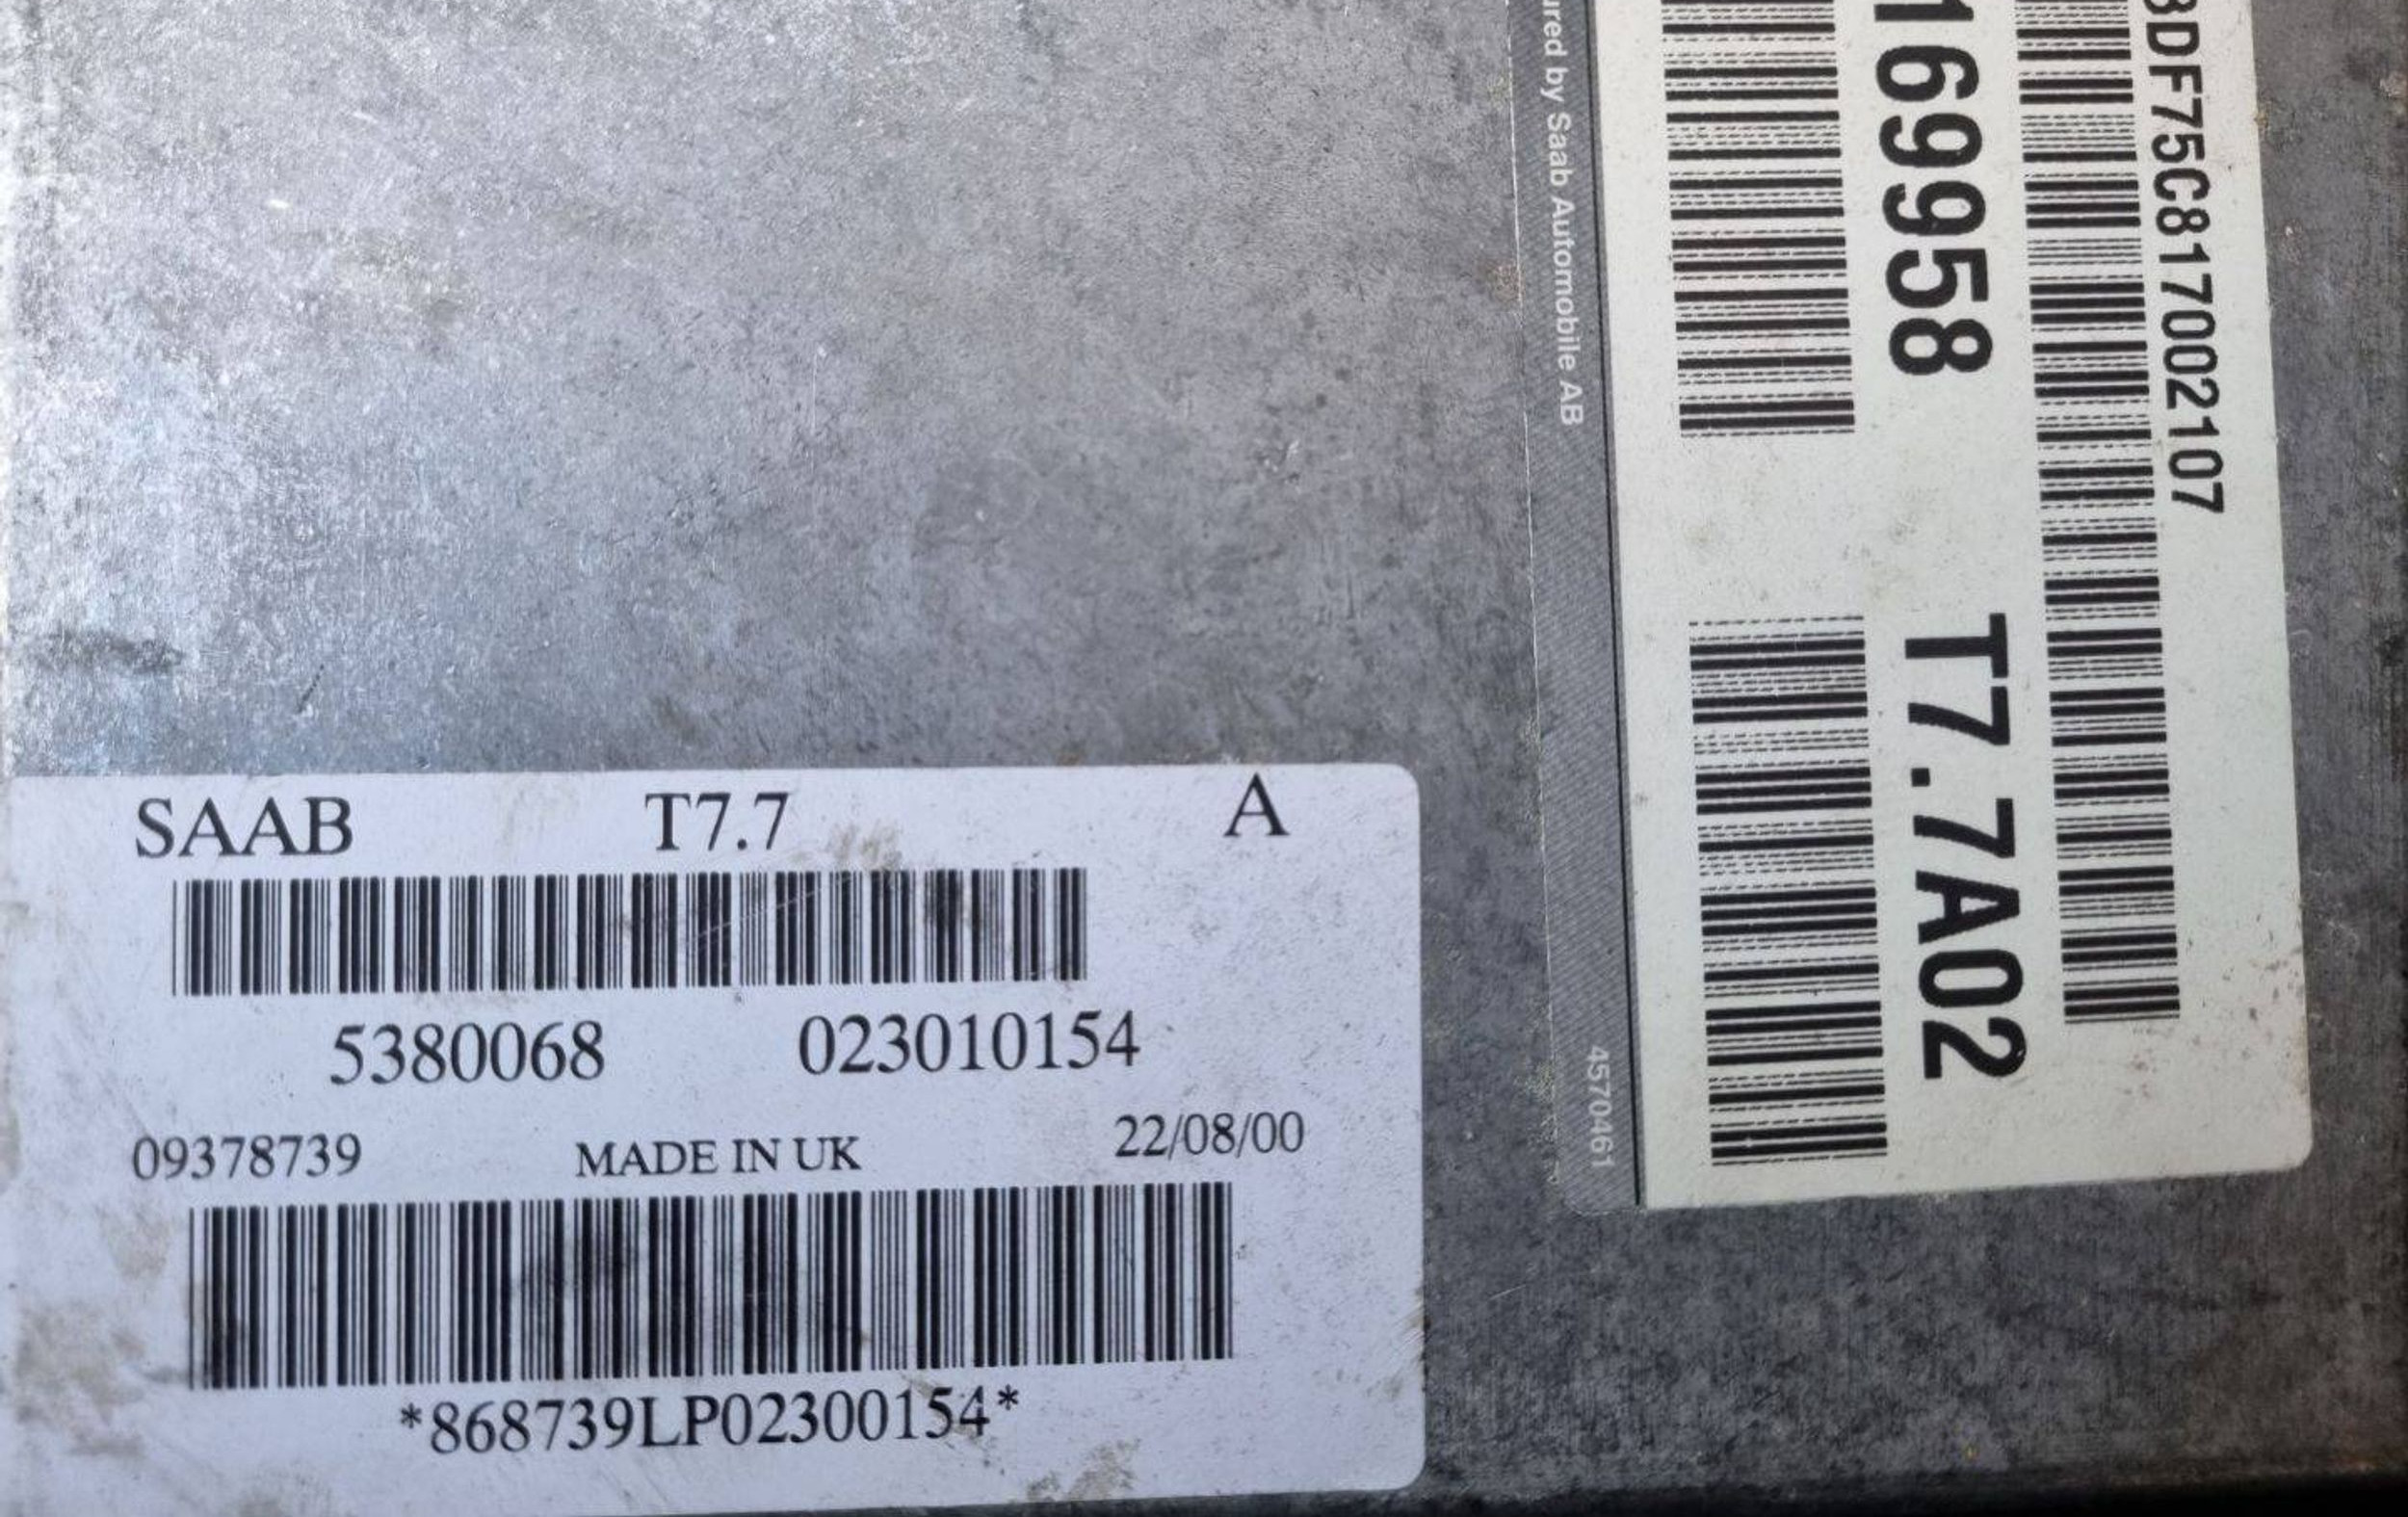 SAAB T7.7 A
5380068 023010154
09378739 MADE IN UK 22/08/00
*868739LP02300154*
by Saab Automobile AB
4570461
169958 T7.7A02
3DF75C817002107